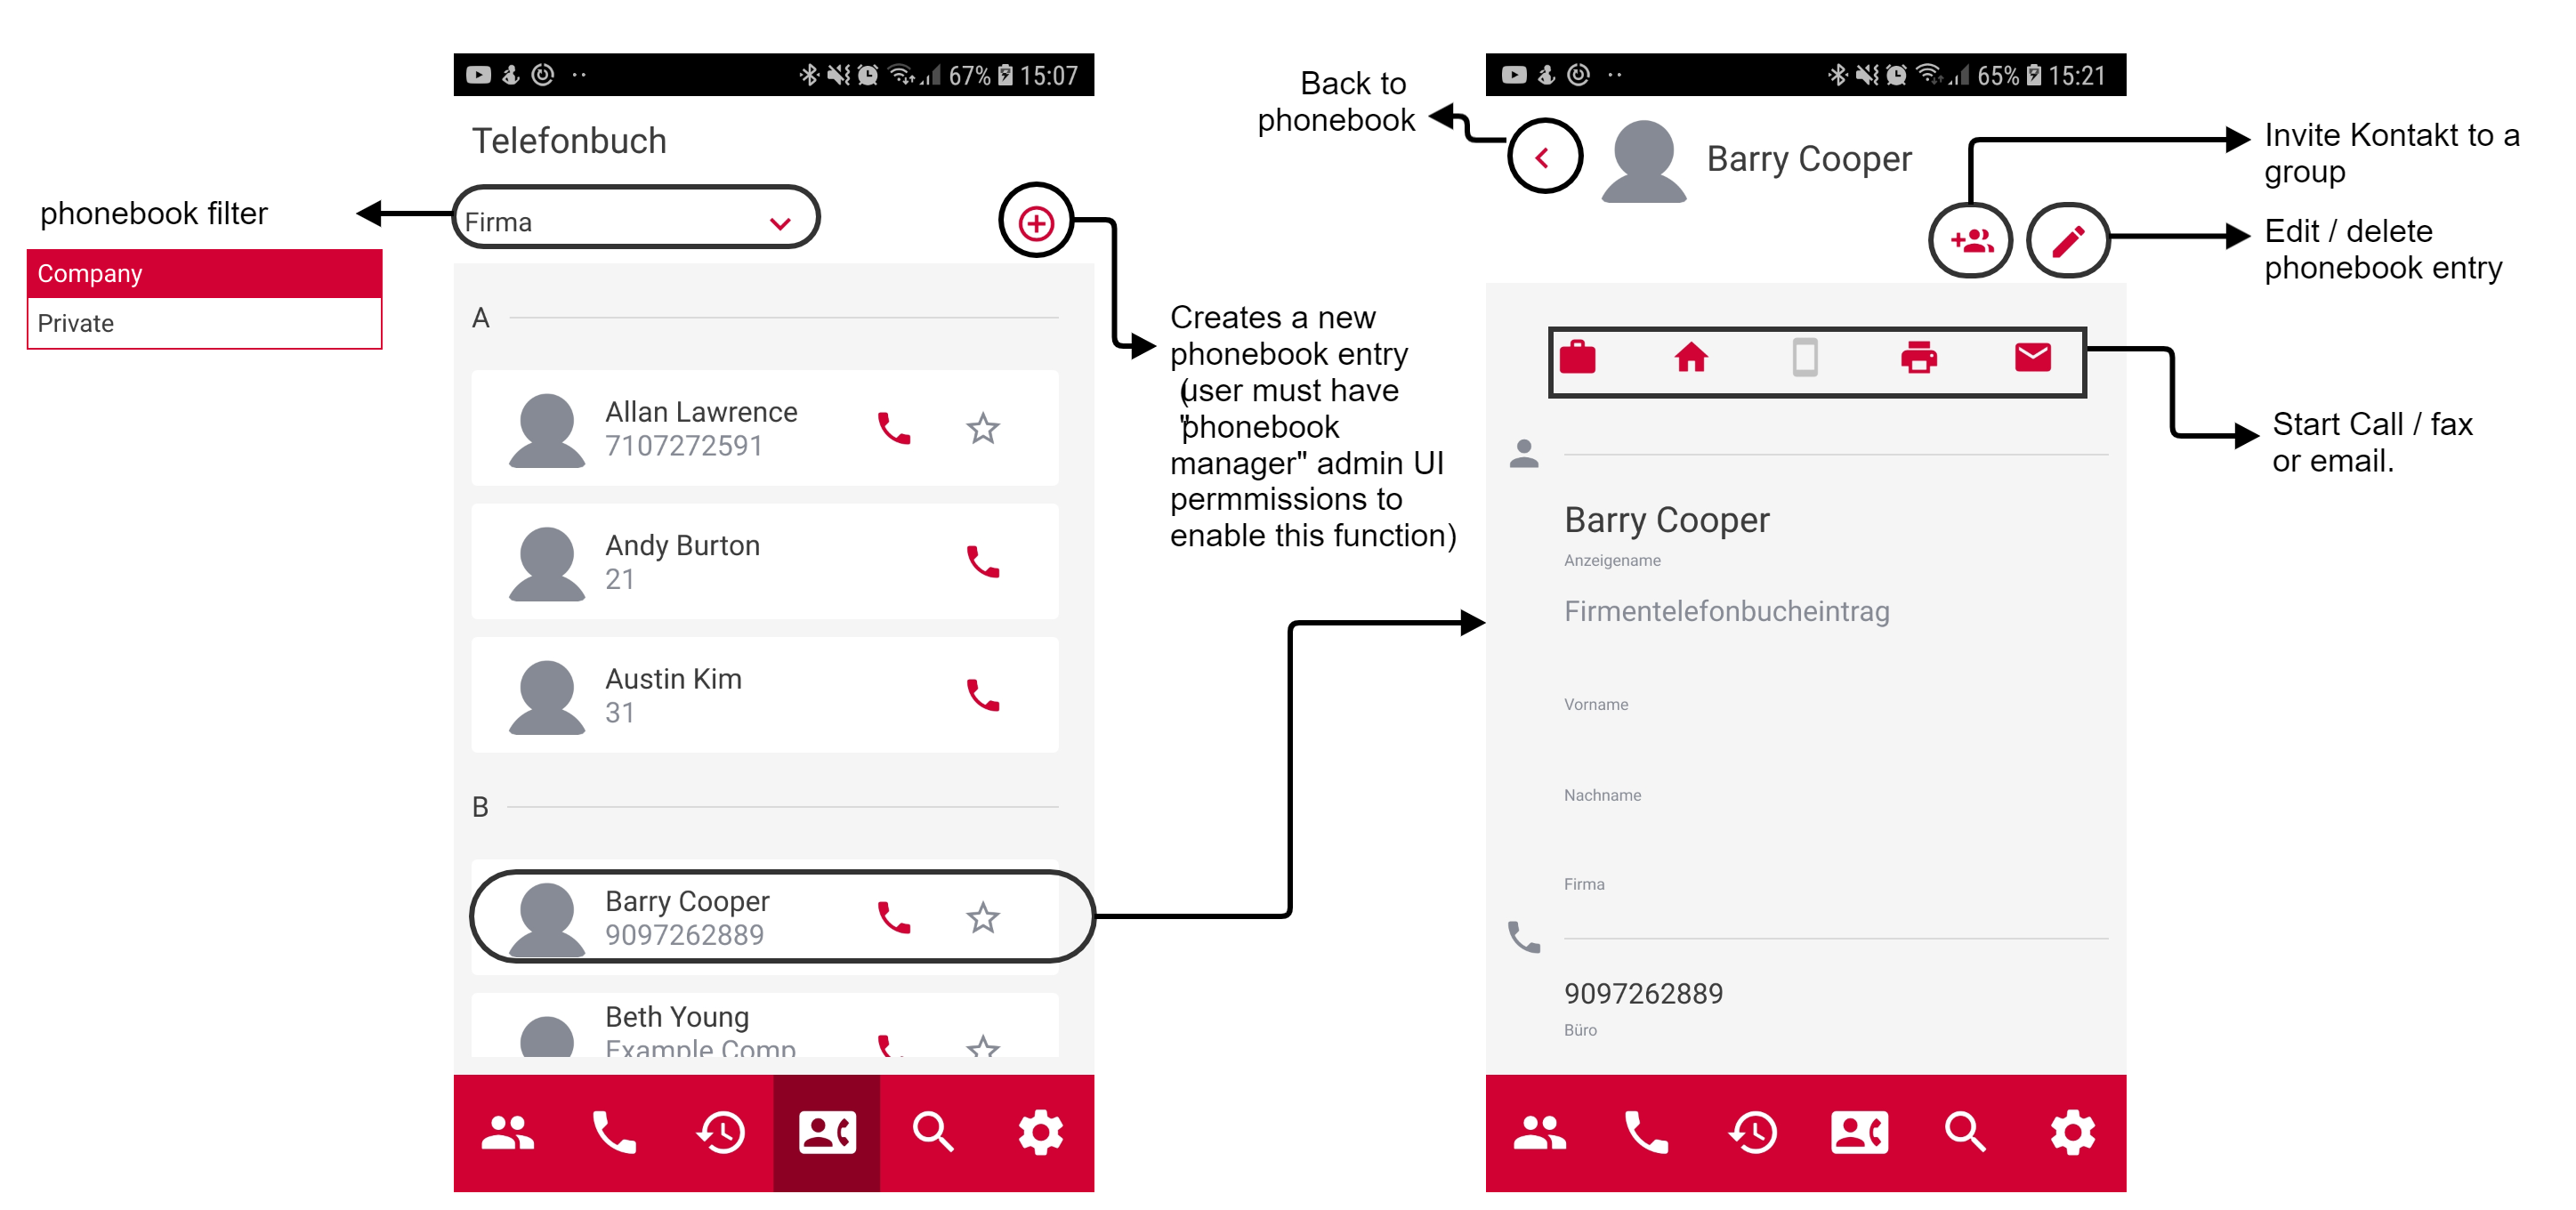 phonebook filter
Company
Private
67% 15:07
Telefonbuch
Firma
A
Allan Lawrence
7107272591
Andy Burton
21
Austin Kim
31
B
Barry Cooper
9097262889
Beth Young
Example Comp
Creates a new
phonebook entry
(user must have
"phonebook
manager" admin UI
permmissions to
enable this function)
Back to
phonebook
65% 15:21
Barry Cooper
Invite Kontakt to a
group
Edit / delete
phonebook entry
Start Call / fax
or email.
Barry Cooper
Anzeigename
Firmentelefonbucheintrag
Vorname
Nachname
Firma
9097262889
Büro